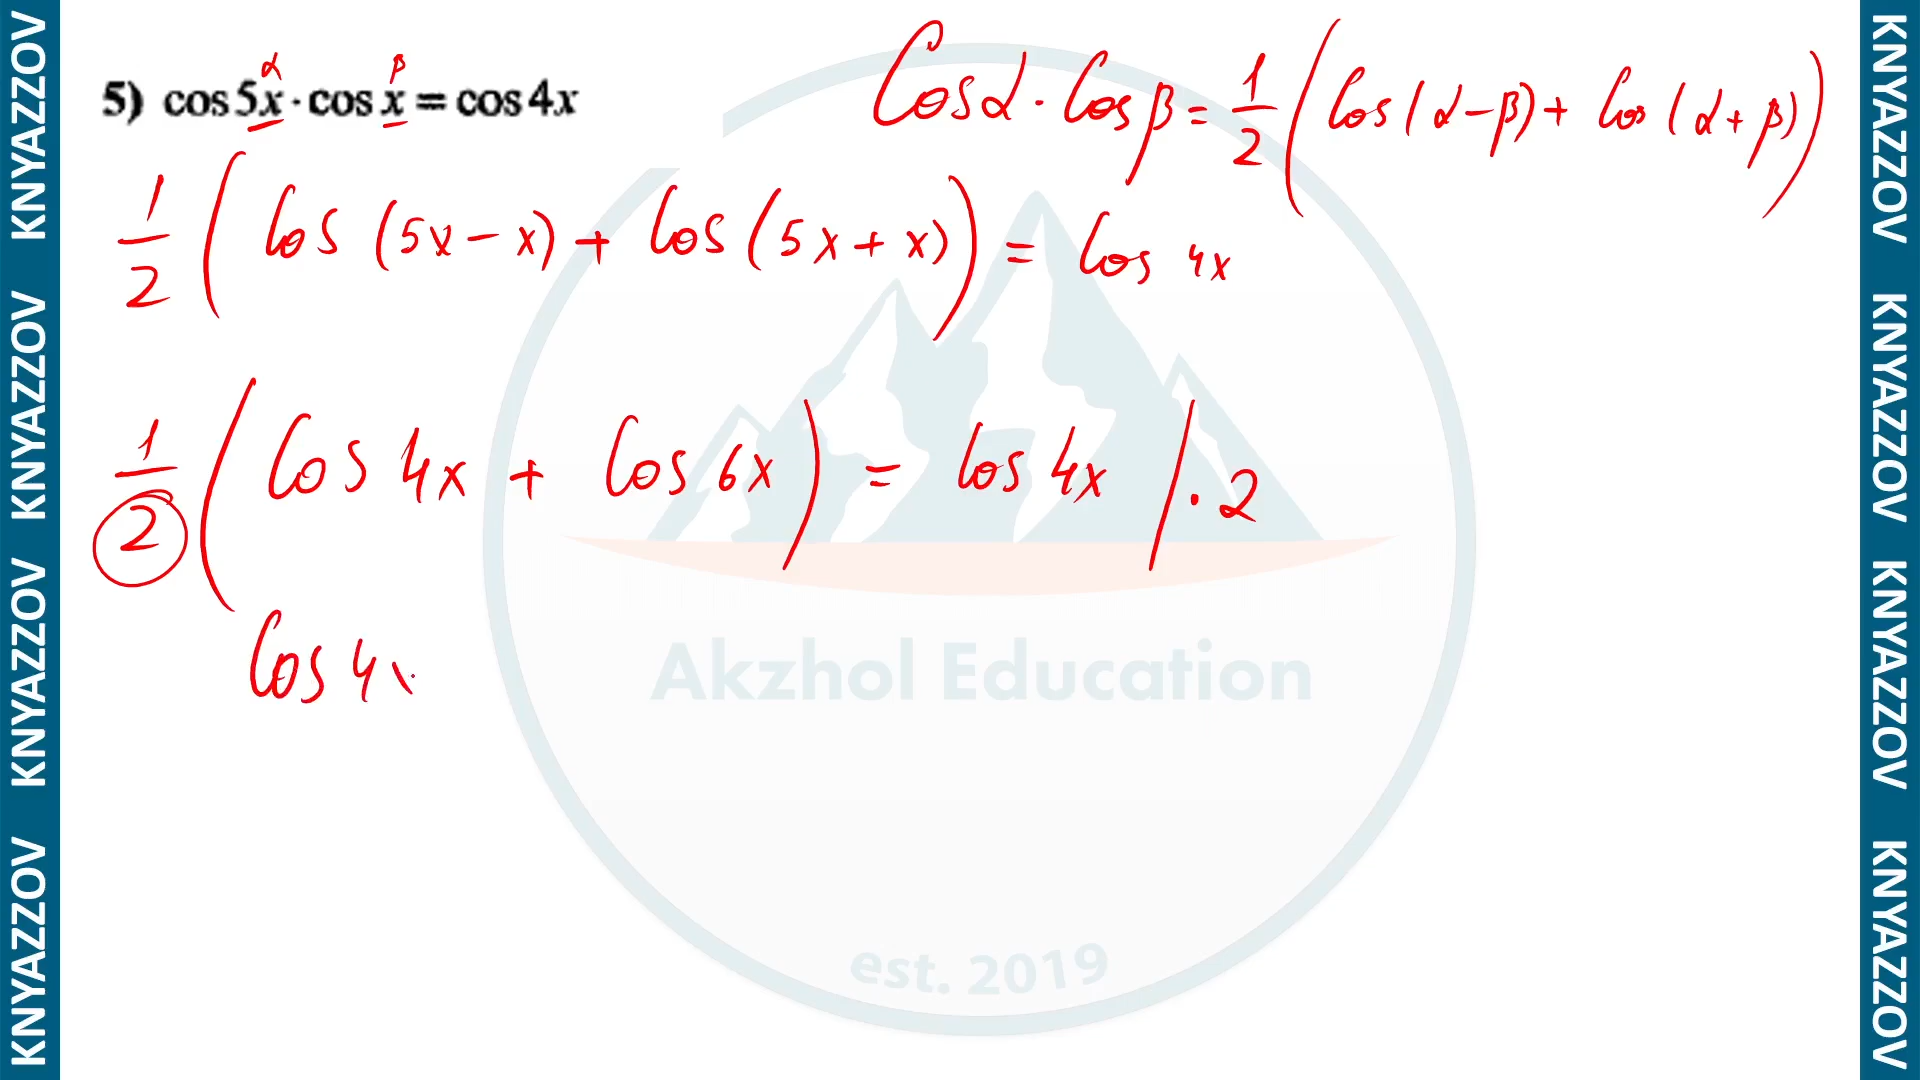 α β
5) cos 5x · cos x = cos 4x
Cos α · Cos β = 1/2 ( Cos (α − β) + Cos (α + β) )
1/2 ( Cos (5x − x) + Cos (5x + x) ) = Cos 4x
1/2 ( Cos 4x + Cos 6x ) = Cos 4x / · 2
Cos 4x
Akzhol Education
est. 2019
KNYAZZOV KNYAZZOV KNYAZZOV KNYAZZOV
KNYAZZOV KNYAZZOV KNYAZZOV KNYAZZOV